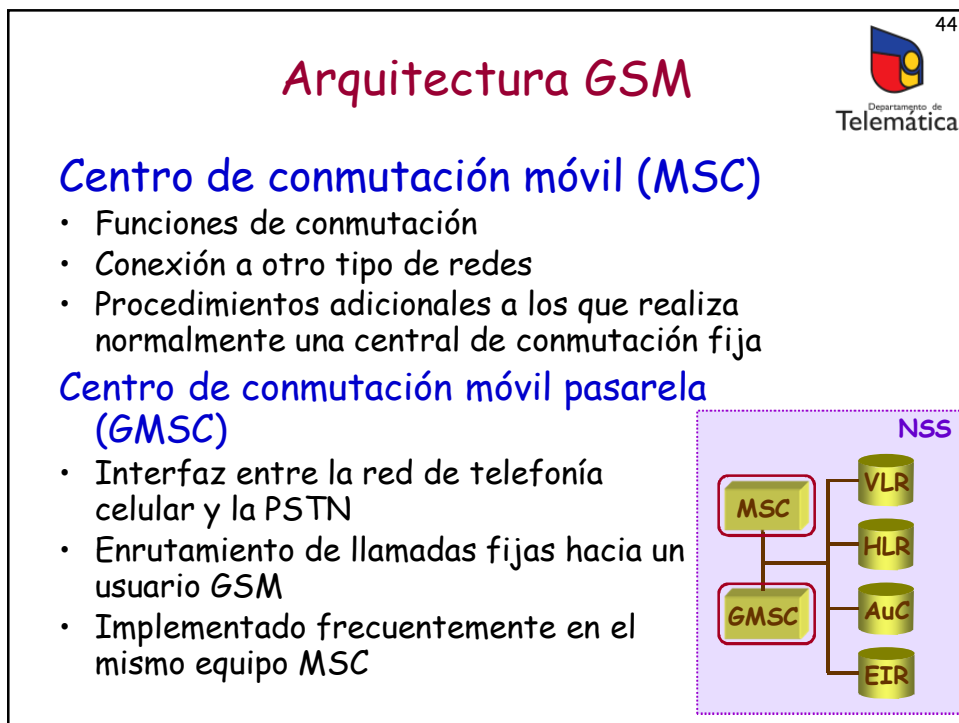 44
Arquitectura GSM
Departamento de
Telemática
Centro de conmutación móvil (MSC)
• Funciones de conmutación
• Conexión a otro tipo de redes
• Procedimientos adicionales a los que realiza
normalmente una central de conmutación fija
Centro de conmutación móvil pasarela
(GMSC)
• Interfaz entre la red de telefonía
celular y la PSTN
• Enrutamiento de llamadas fijas hacia un
usuario GSM
• Implementado frecuentemente en el
mismo equipo MSC
NSS
MSC
GMSC
VLR
HLR
AuC
EIR